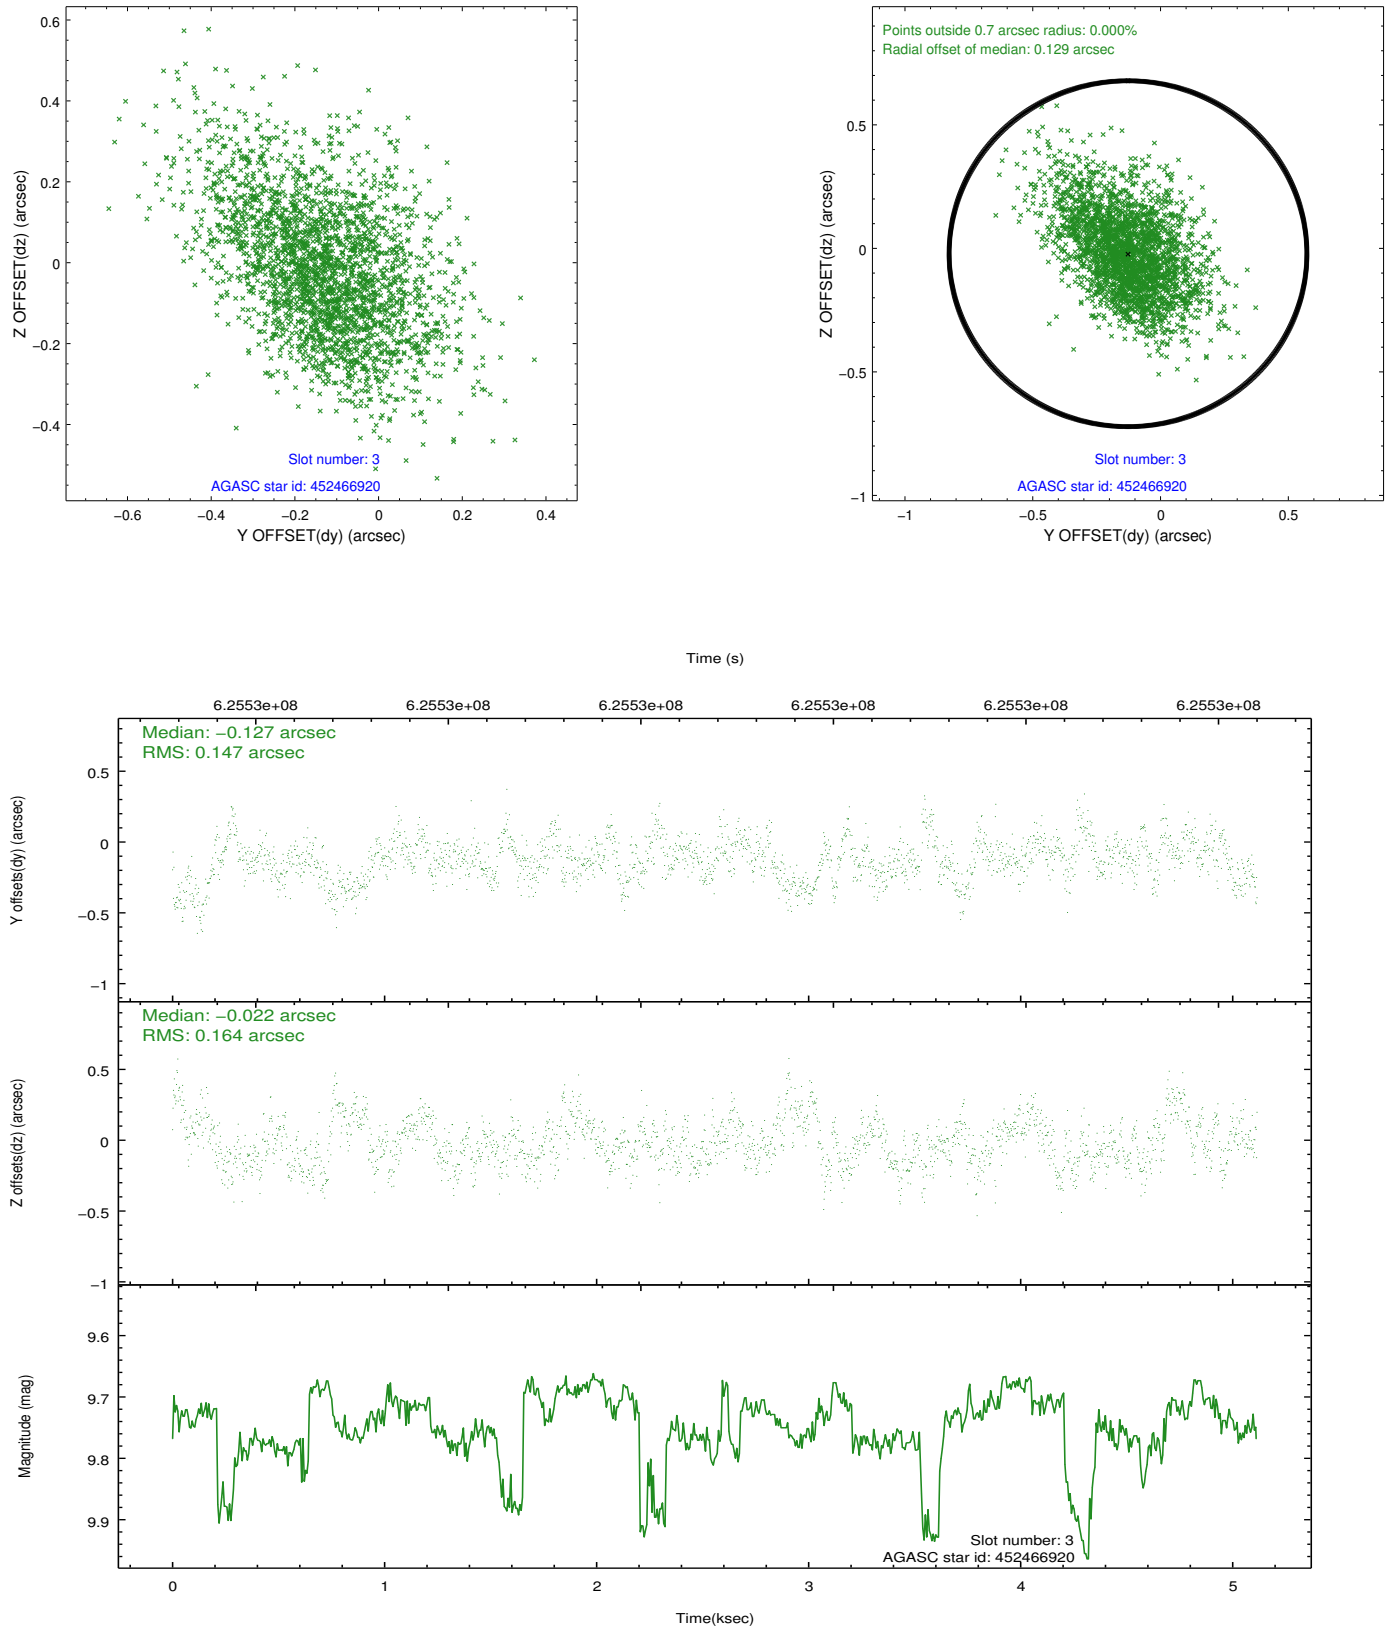 0.6
0.4
0.2
0
−0.2
−0.4
Z OFFSET(dz) (arcsec)
Slot number: 3
AGASC star id: 452466920
−0.6 −0.4 −0.2 0 0.2 0.4
Y OFFSET(dy) (arcsec)
Points outside 0.7 arcsec radius: 0.000%
Radial offset of median: 0.129 arcsec
0.5
0
−0.5
−1
Z OFFSET(dz) (arcsec)
Slot number: 3
AGASC star id: 452466920
−1 −0.5 0 0.5
Y OFFSET(dy) (arcsec)
Time (s)
6.2553e+08 6.2553e+08 6.2553e+08 6.2553e+08 6.2553e+08 6.2553e+08
Median: −0.127 arcsec
RMS: 0.147 arcsec
0.5
0
−0.5
−1
Y offsets(dy) (arcsec)
Median: −0.022 arcsec
RMS: 0.164 arcsec
0.5
0
−0.5
−1
Z offsets(dz) (arcsec)
9.6
9.7
9.8
9.9
Magnitude (mag)
Slot number: 3
AGASC star id: 452466920
0 1 2 3 4 5
Time(ksec)